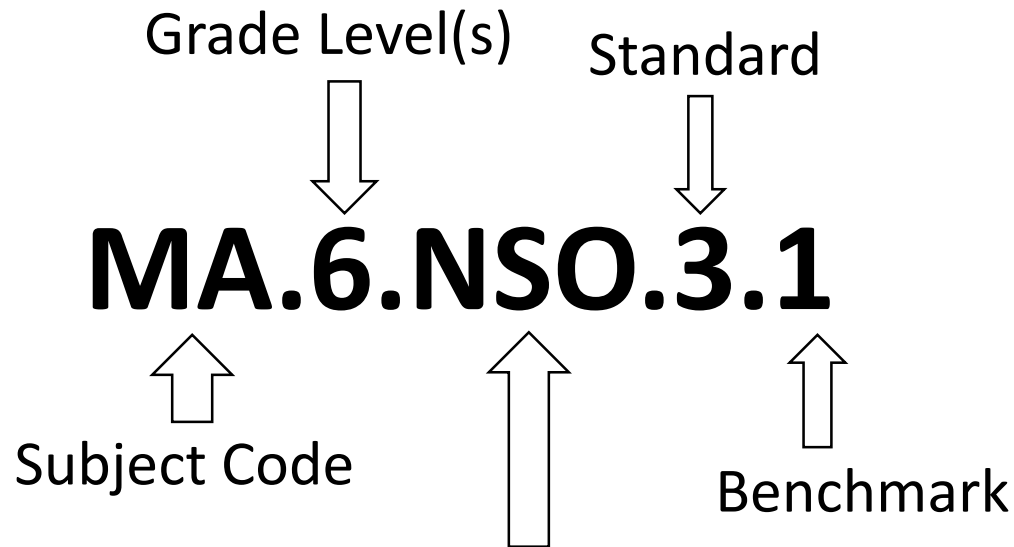 Grade Level(s)
Standard
MA.6.NSO.3.1
Subject Code
Benchmark